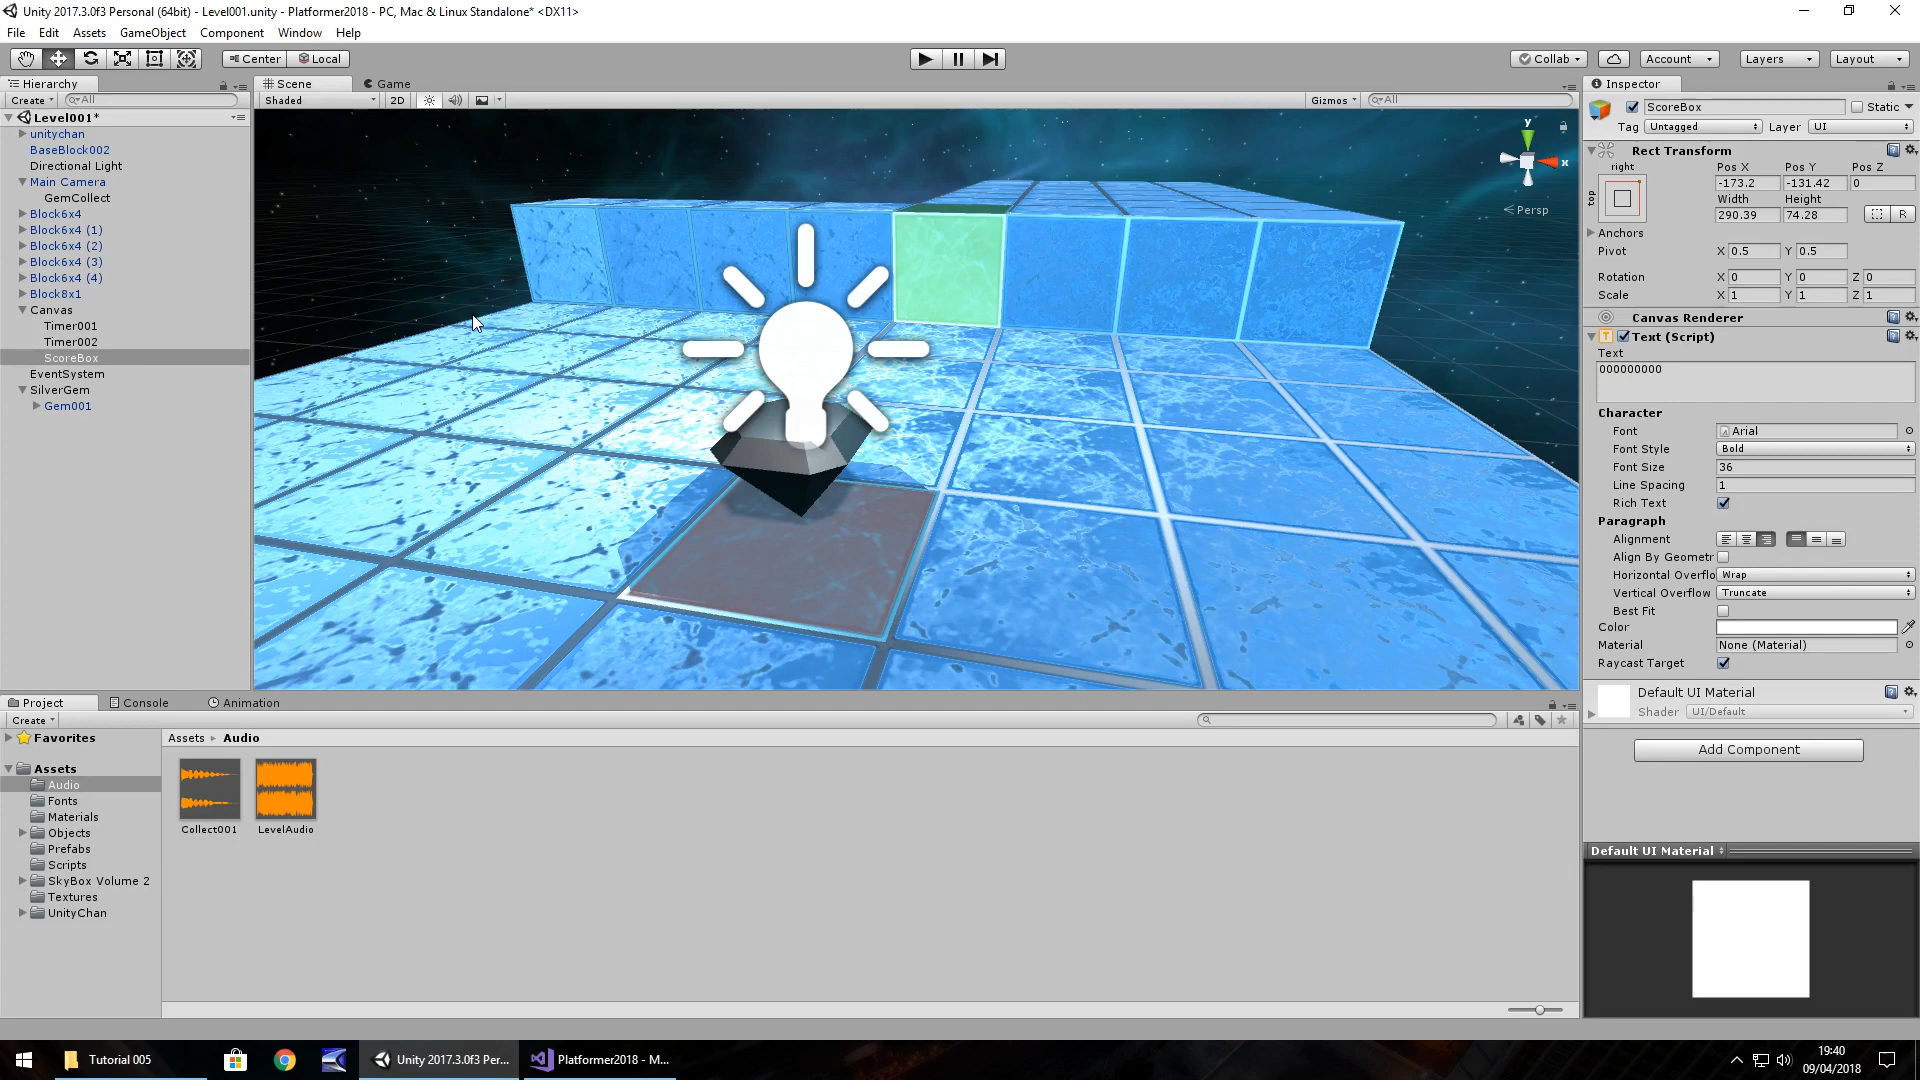 Unity 2017.3.0f3 Personal (64bit) - Level001.unity - Platformer2018 - PC, Mac & Linux Standalone* <DX11>
File Edit Assets GameObject Component Window Help
Center Local Collab Account Layers Layout
Hierarchy Scene Game Inspector
Create All Shaded 2D Gizmos All
ScoreBox Static
Tag Untagged Layer UI
Level001*
unitychan
BaseBlock002
Directional Light
Main Camera
GemCollect
Block6x4
Block6x4 (1)
Block6x4 (2)
Block6x4 (3)
Block6x4 (4)
Block8x1
Canvas
Timer001
Timer002
ScoreBox
EventSystem
SilverGem
Gem001
y
x
Persp
Rect Transform
right Pos X Pos Y Pos Z
top -173.2 -131.42 0
Width Height
290.39 74.28 R
Anchors
Pivot X 0.5 Y 0.5
Rotation X 0 Y 0 Z 0
Scale X 1 Y 1 Z 1
Canvas Renderer
Text (Script)
Text
000000000
Character
Font Arial
Font Style Bold
Font Size 36
Line Spacing 1
Rich Text
Paragraph
Alignment
Align By Geometr
Horizontal Overflo Wrap
Vertical Overflow Truncate
Best Fit
Color
Material None (Material)
Raycast Target
Default UI Material
Shader UI/Default
Add Component
Default UI Material
Project Console Animation
Create
Favorites
Assets
Audio
Fonts
Materials
Objects
Prefabs
Scripts
SkyBox Volume 2
Textures
UnityChan
Assets Audio
Collect001 LevelAudio
Tutorial 005 Unity 2017.3.0f3 Per... Platformer2018 - M...
19:40
09/04/2018